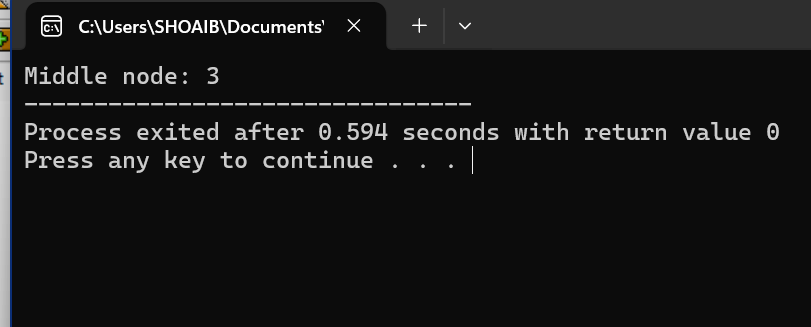 C:\Users\SHOAIB\Documents\
Middle node: 3
--------------------------------
Process exited after 0.594 seconds with return value 0
Press any key to continue . . .